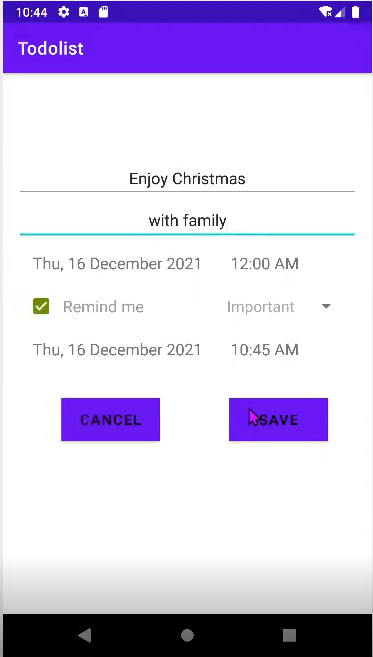 10:44
Todolist
Enjoy Christmas
with family
Thu, 16 December 2021 12:00 AM
Remind me Important
Thu, 16 December 2021 10:45 AM
CANCEL SAVE